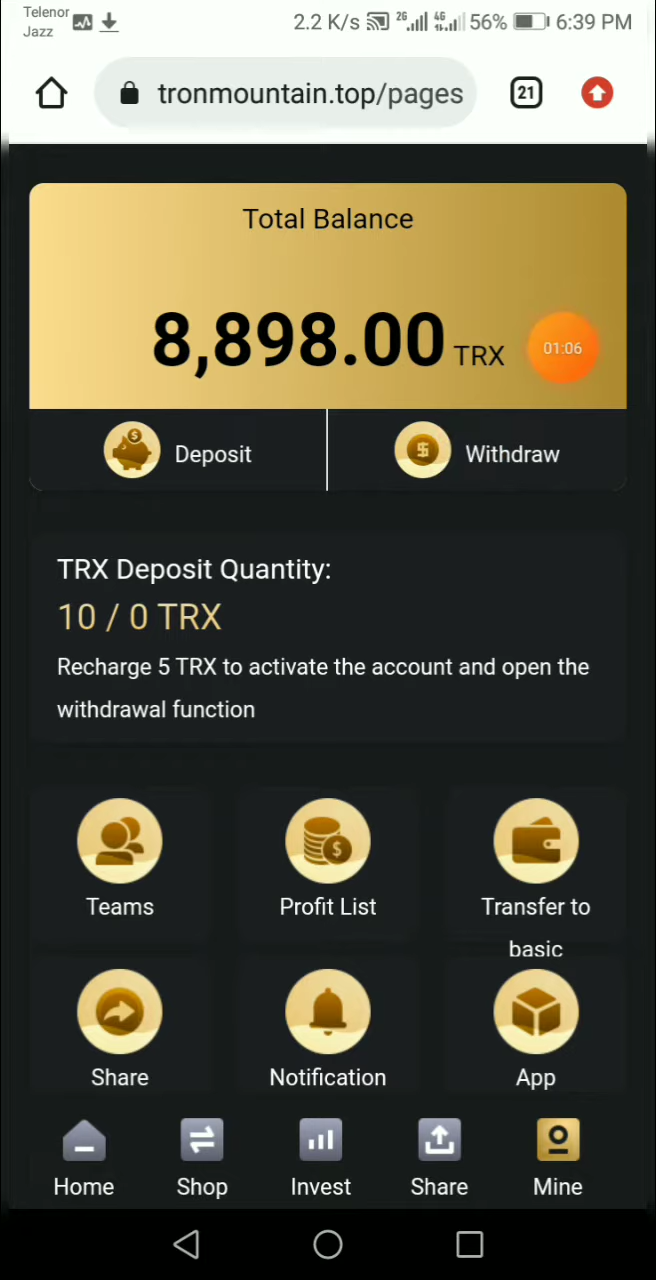 Telenor
Jazz
2.2 K/s 2G 4G 56% 6:39 PM
tronmountain.top/pages
21
Total Balance
8,898.00 TRX
01:06
Deposit
Withdraw
TRX Deposit Quantity:
10 / 0 TRX
Recharge 5 TRX to activate the account and open the
withdrawal function
Teams
Profit List
Transfer to
basic
Share
Notification
App
Home
Shop
Invest
Share
Mine